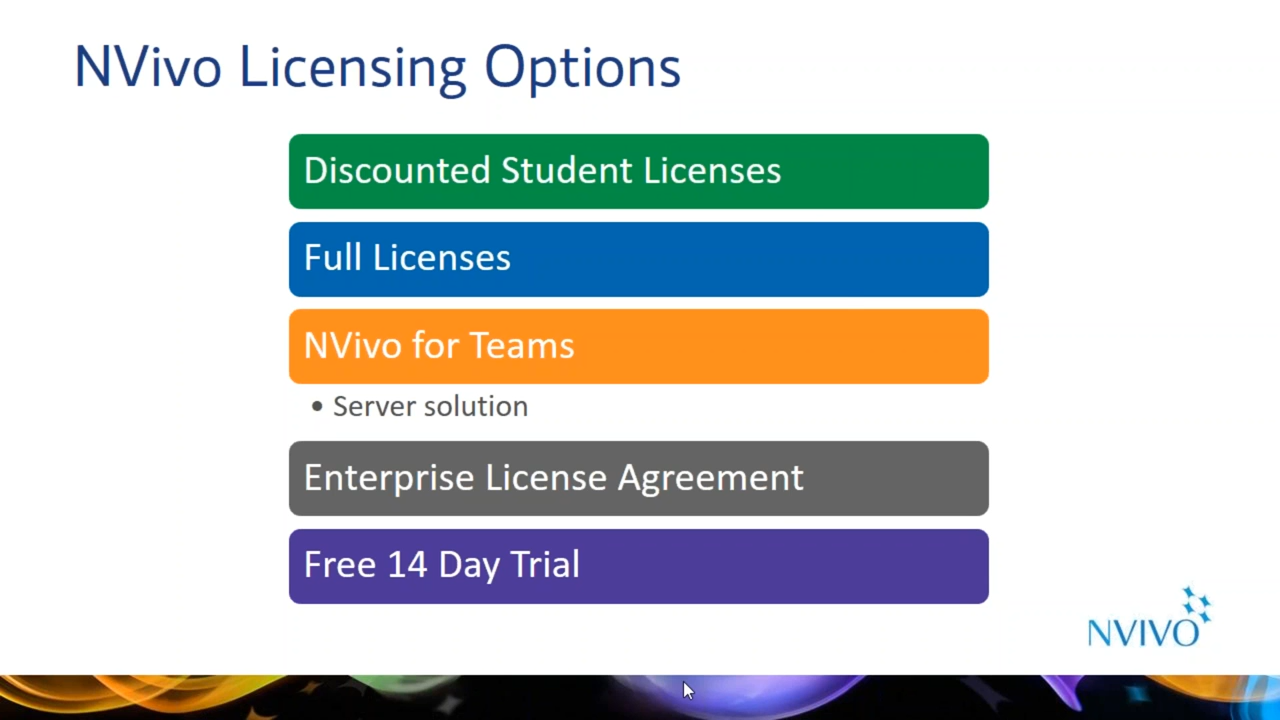 NVivo Licensing Options
Discounted Student Licenses
Full Licenses
NVivo for Teams
• Server solution
Enterprise License Agreement
Free 14 Day Trial
NVIVO